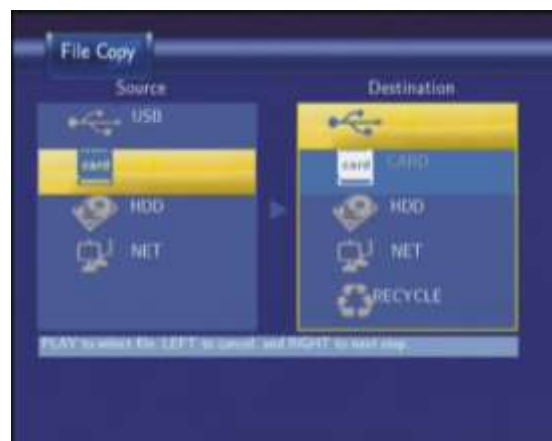 File Copy
Source
Destination
USB
card
HDD
NET
card CARD
HDD
NET
RECYCLE
PLAY to select file, LEFT to cancel, and RIGHT to next step.